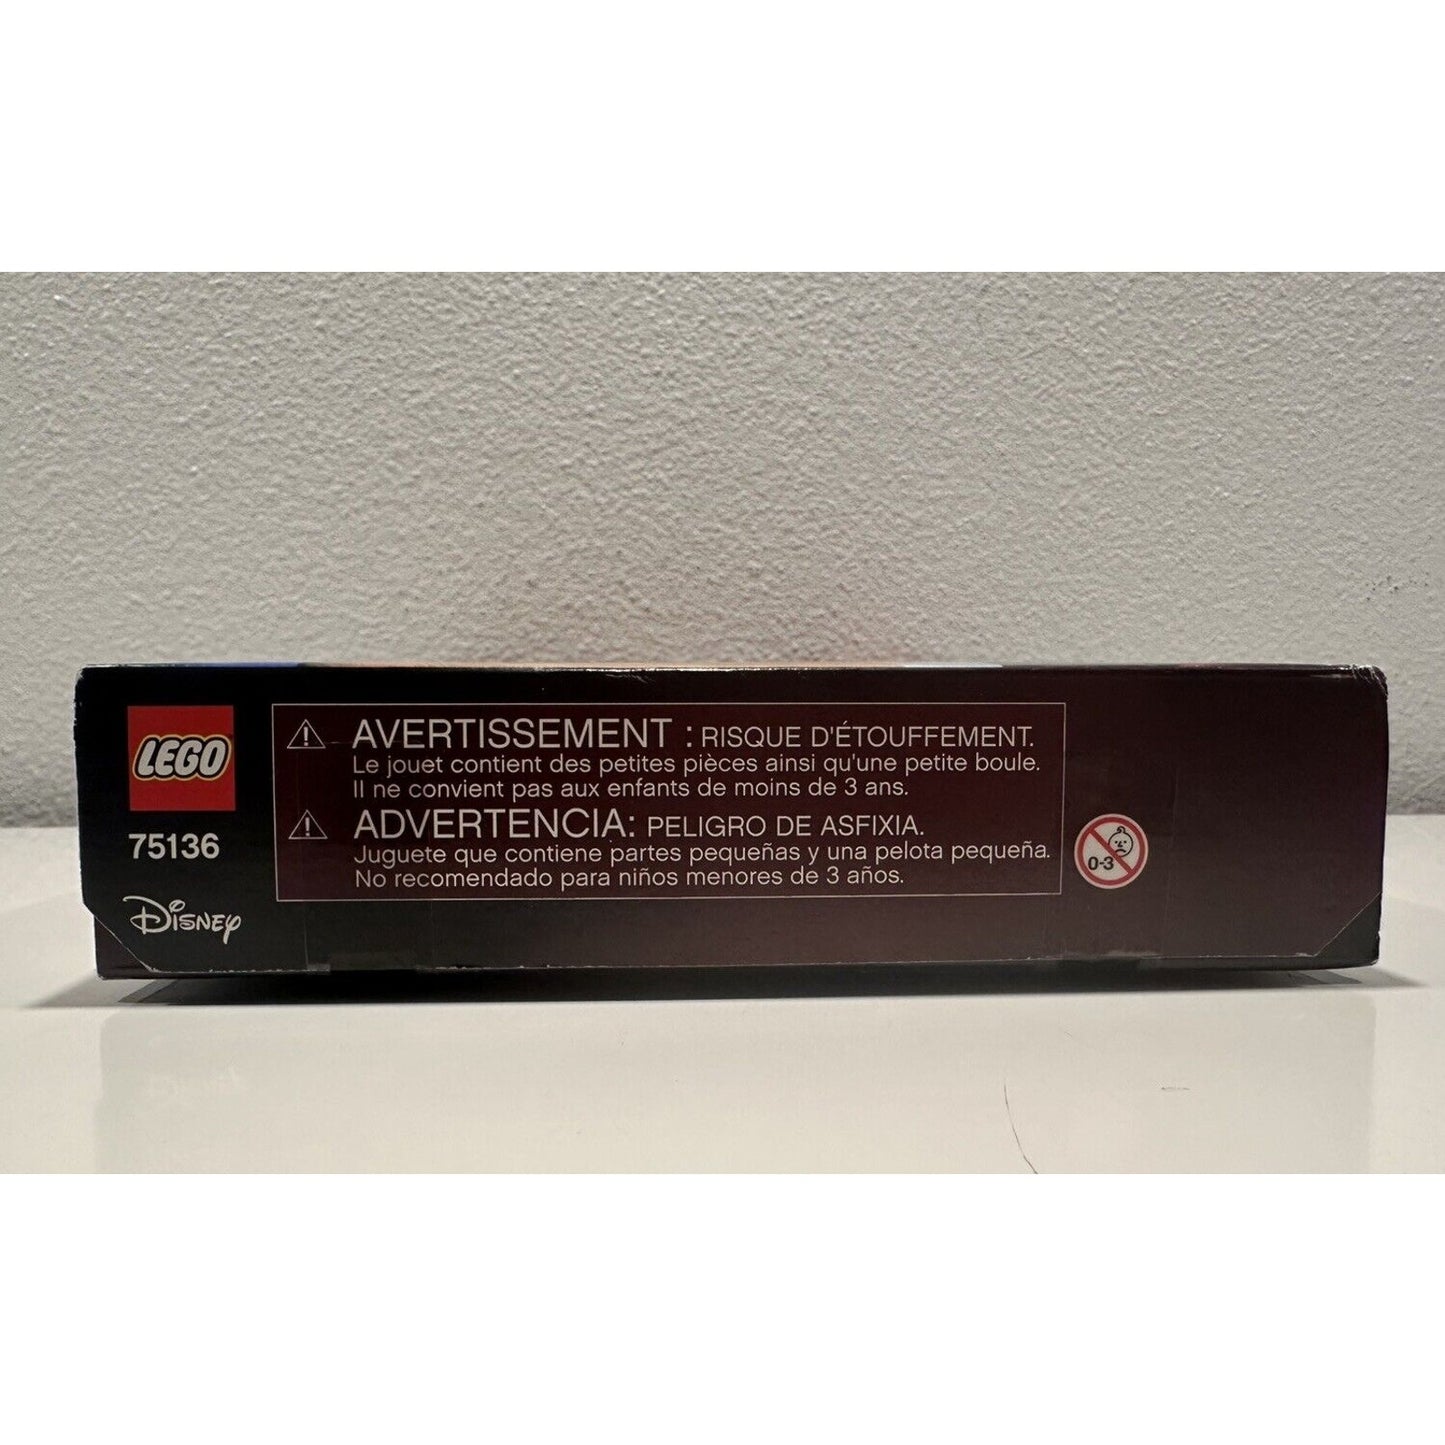 LEGO
75136
Disney
AVERTISSEMENT : RISQUE D'ÉTOUFFEMENT.
Le jouet contient des petites pièces ainsi qu'une petite boule.
Il ne convient pas aux enfants de moins de 3 ans.
ADVERTENCIA: PELIGRO DE ASFIXIA.
Juguete que contiene partes pequeñas y una pelota pequeña.
No recomendado para niños menores de 3 años.
0-3